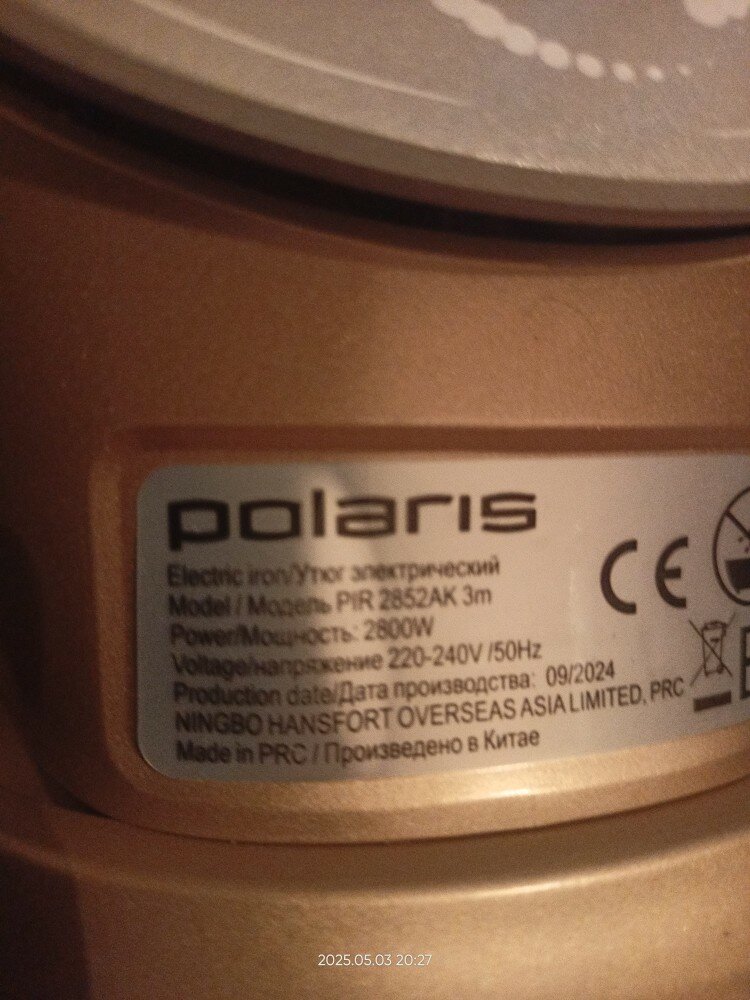 polaris
Electric iron/Утюг электрический
Model / Модель PIR 2852AK 3m
Power/Мощность: 2800W
Voltage/напряжение 220-240V /50Hz
Production date/Дата производства: 09/2024
NINGBO HANSFORT OVERSEAS ASIA LIMITED, PRC
Made in PRC / Произведено в Китае
CE
2025.05.03 20:27